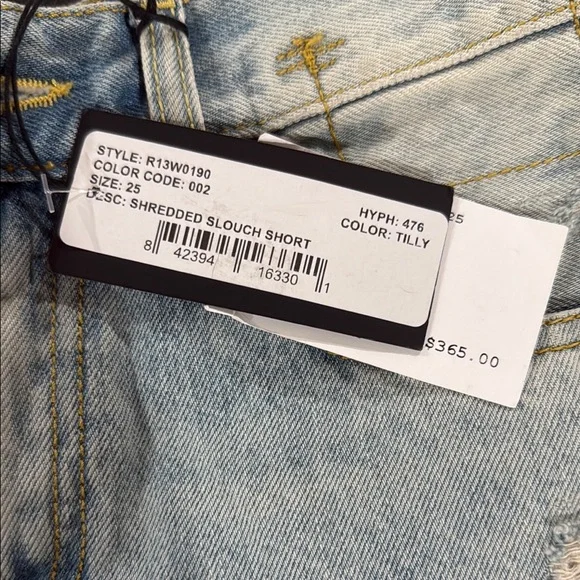 STYLE: R13W0190
COLOR CODE: 002
SIZE: 25
HYPH: 476
DESC: SHREDDED SLOUCH SHORT
COLOR: TILLY
8 42394 16330 1
25
$365.00